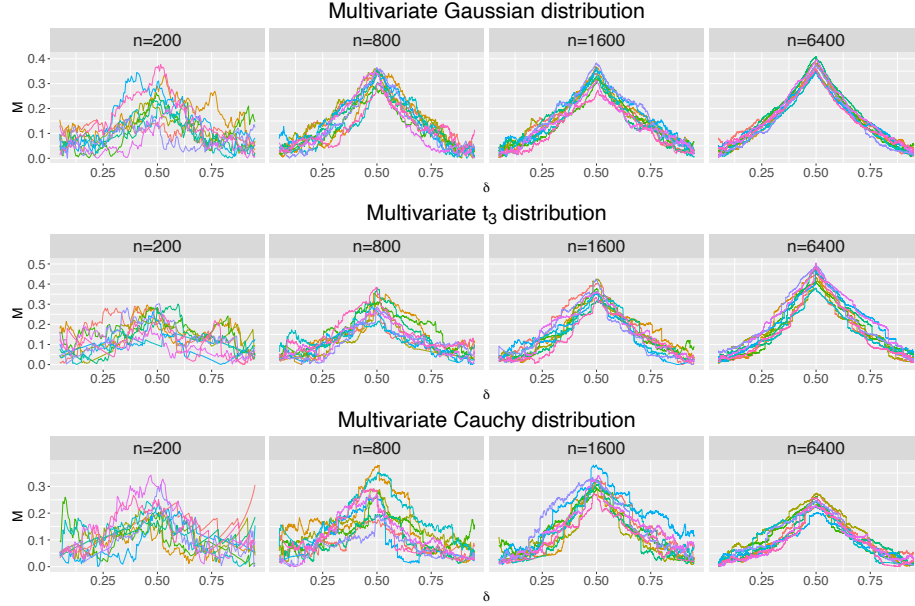 Multivariate Gaussian distribution
n=200 n=800 n=1600 n=6400
M
0.4
0.3
0.2
0.1
0.0
0.25 0.50 0.75 0.25 0.50 0.75 0.25 0.50 0.75 0.25 0.50 0.75
δ
Multivariate t₃ distribution
n=200 n=800 n=1600 n=6400
M
0.5
0.4
0.3
0.2
0.1
0.0
0.25 0.50 0.75 0.25 0.50 0.75 0.25 0.50 0.75 0.25 0.50 0.75
δ
Multivariate Cauchy distribution
n=200 n=800 n=1600 n=6400
M
0.3
0.2
0.1
0.0
0.25 0.50 0.75 0.25 0.50 0.75 0.25 0.50 0.75 0.25 0.50 0.75
δ